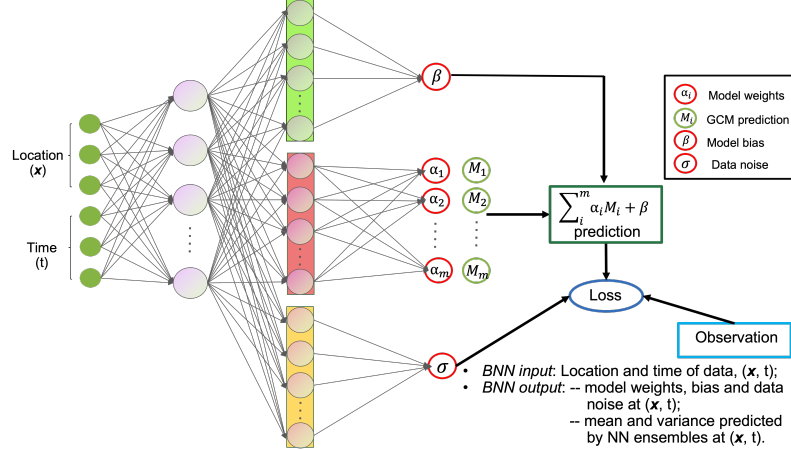 Location
(x)
Time
(t)
β
α₁ M₁
α₂ M₂
αₘ Mₘ
σ
αᵢ Model weights
Mᵢ GCM prediction
β Model bias
σ Data noise
∑ᵢᵐ αᵢMᵢ + β
prediction
Loss
Observation
• BNN input: Location and time of data, (x, t);
• BNN output: -- model weights, bias and data
noise at (x, t);
-- mean and variance predicted
by NN ensembles at (x, t).